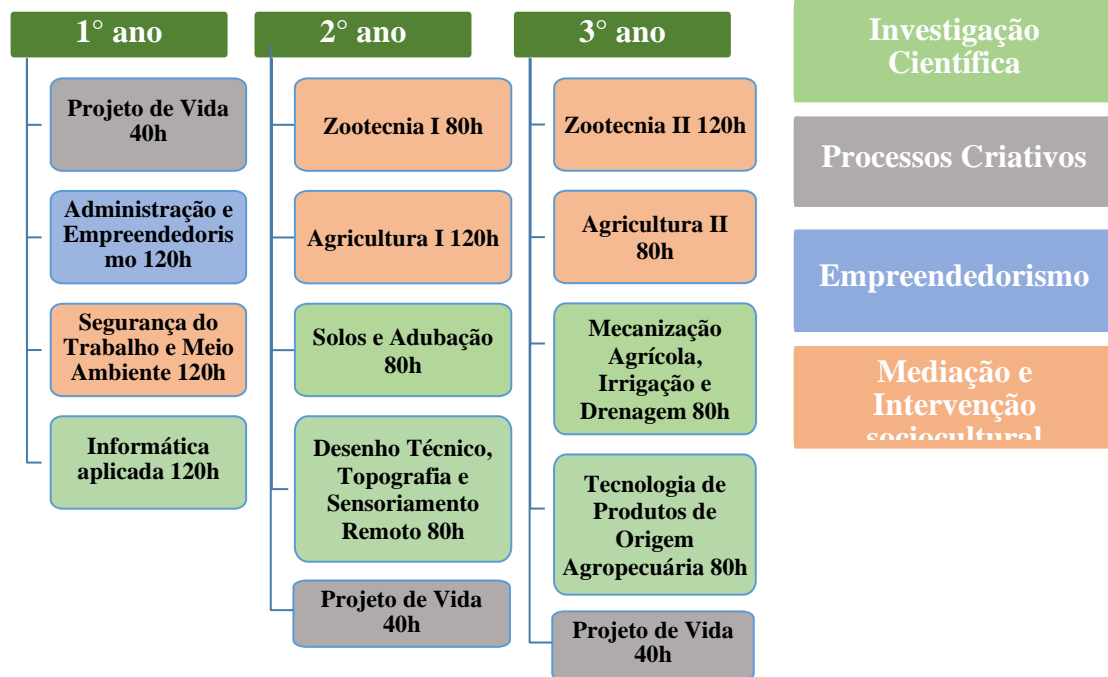 1° ano
Projeto de Vida
40h
Administração e
Empreendedoris
mo 120h
Segurança do
Trabalho e Meio
Ambiente 120h
Informática
aplicada 120h
2° ano
Zootecnia I 80h
Agricultura I 120h
Solos e Adubação
80h
Desenho Técnico,
Topografia e
Sensoriamento
Remoto 80h
Projeto de Vida
40h
3° ano
Zootecnia II 120h
Agricultura II
80h
Mecanização
Agrícola,
Irrigação e
Drenagem 80h
Tecnologia de
Produtos de
Origem
Agropecuária 80h
Projeto de Vida
40h
Investigação
Científica
Processos Criativos
Empreendedorismo
Mediação e
Intervenção
sociocultural